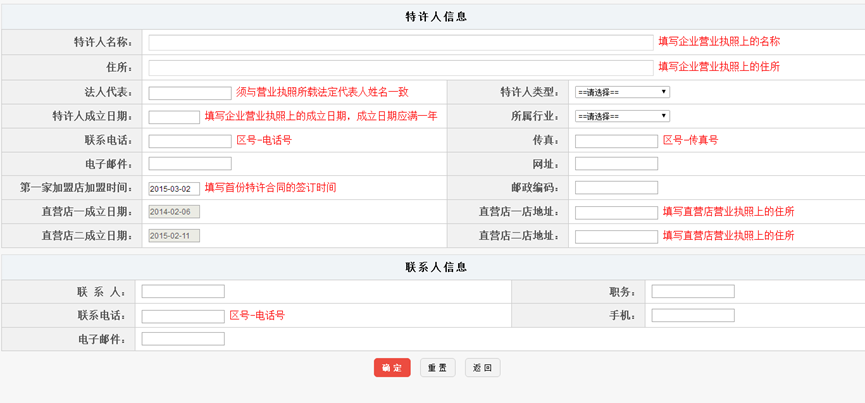 特许人信息
特许人名称： 填写企业营业执照上的名称
住所： 填写企业营业执照上的住所
法人代表： 须与营业执照所载法定代表人姓名一致 特许人类型： ==请选择==
特许人成立日期： 填写企业营业执照上的成立日期，成立日期应满一年 所属行业： ==请选择==
联系电话： 区号-电话号 传真： 区号-传真号
电子邮件： 网址：
第一家加盟店加盟时间： 2015-03-02 填写首份特许合同的签订时间 邮政编码：
直营店一成立日期： 2014-02-06 直营店一店地址： 填写直营店营业执照上的住所
直营店二成立日期： 2015-02-11 直营店二店地址： 填写直营店营业执照上的住所
联系人信息
联 系 人： 职务：
联系电话： 区号-电话号 手机：
电子邮件：
确 定 重 置 返 回